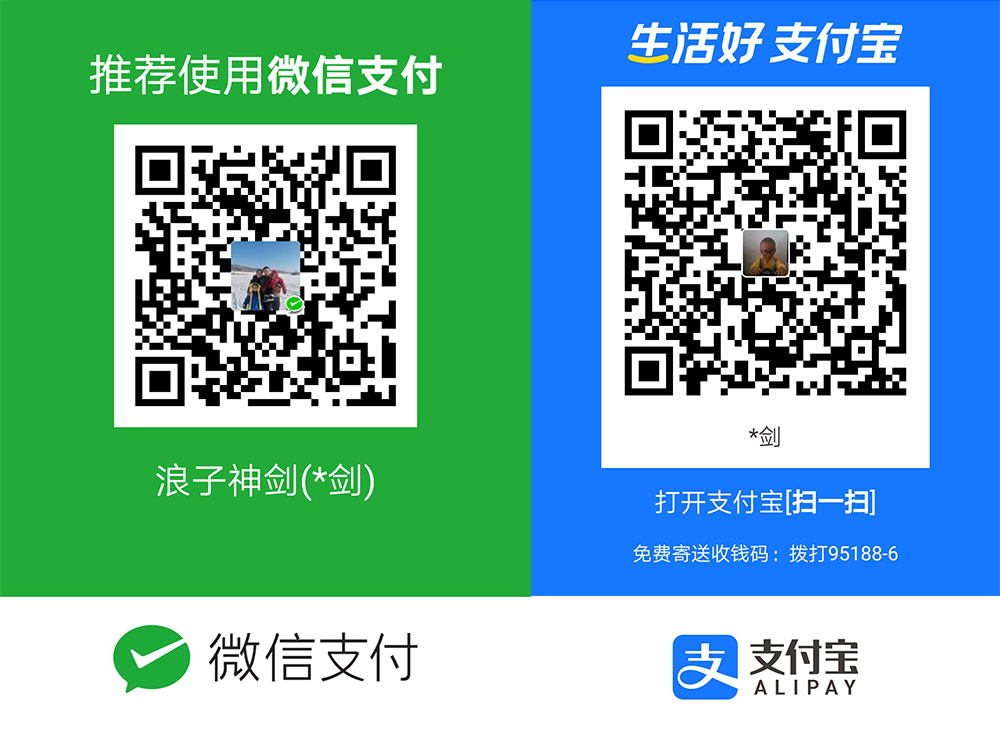 推荐使用微信支付
浪子神剑(*剑)
微信支付
生活好 支付宝
*剑
打开支付宝[扫一扫]
免费寄送收钱码：拨打95188-6
支
支付宝
ALIPAY